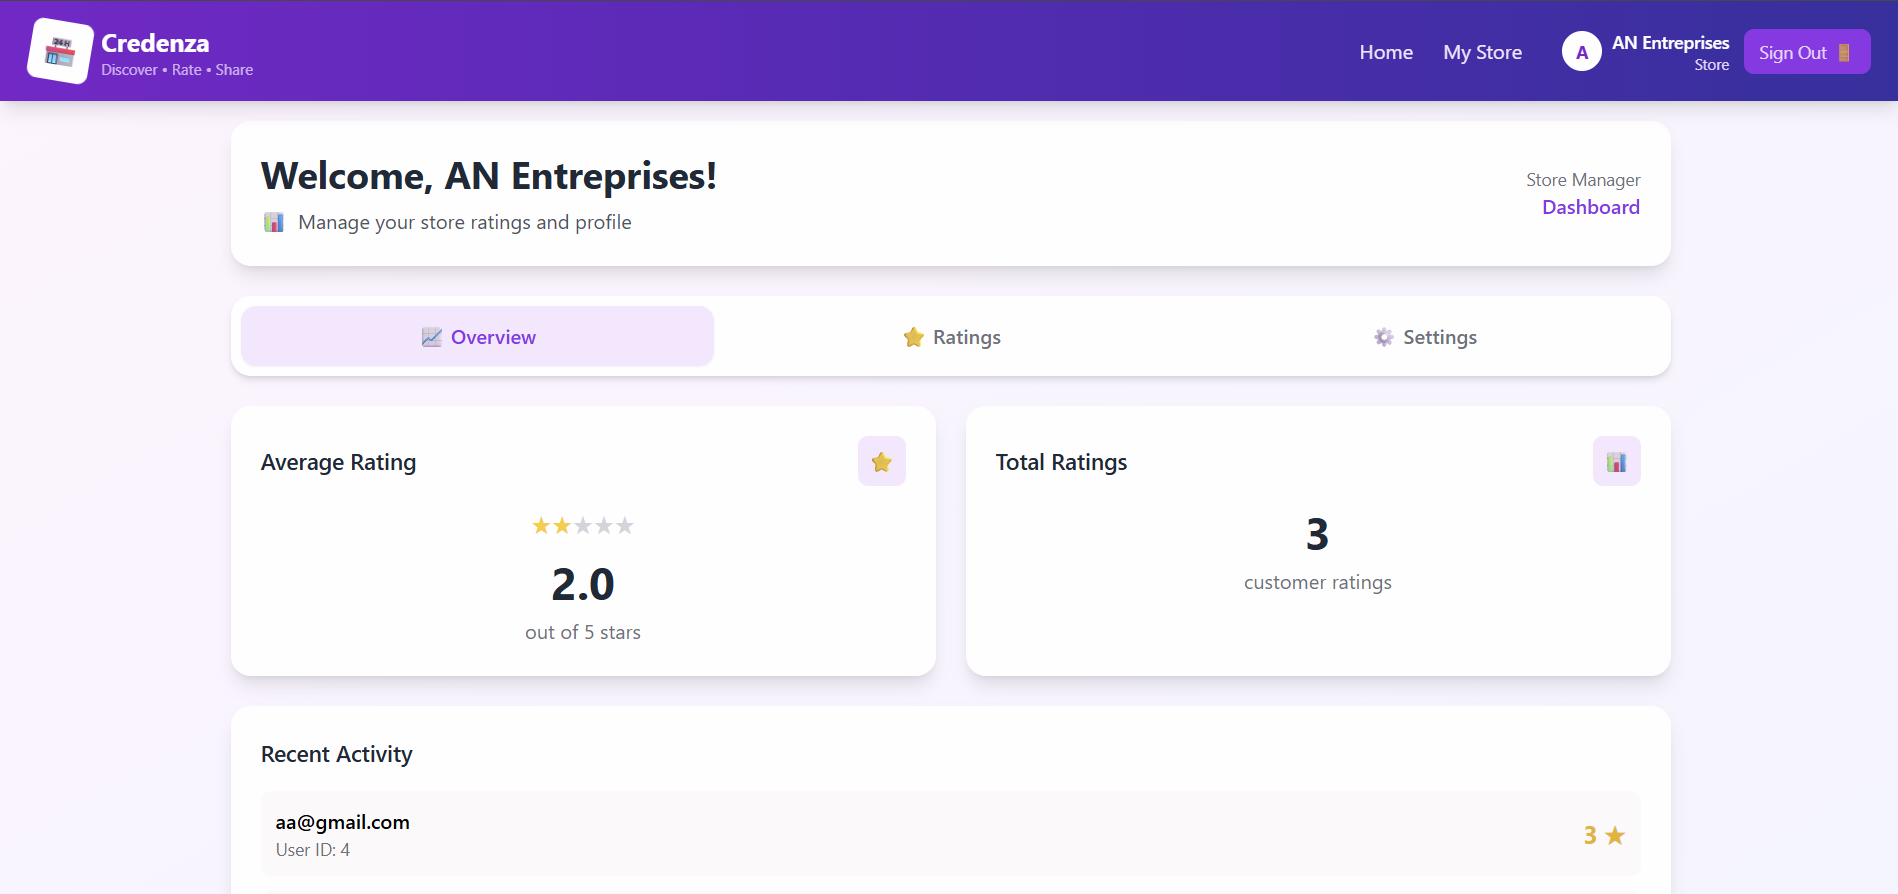 24H
Credenza
Discover • Rate • Share
Home
My Store
A
AN Entreprises
Store
Sign Out
Welcome, AN Entreprises!
Manage your store ratings and profile
Store Manager
Dashboard
Overview
Ratings
Settings
Average Rating
2.0
out of 5 stars
Total Ratings
3
customer ratings
Recent Activity
aa@gmail.com
User ID: 4
3 ★